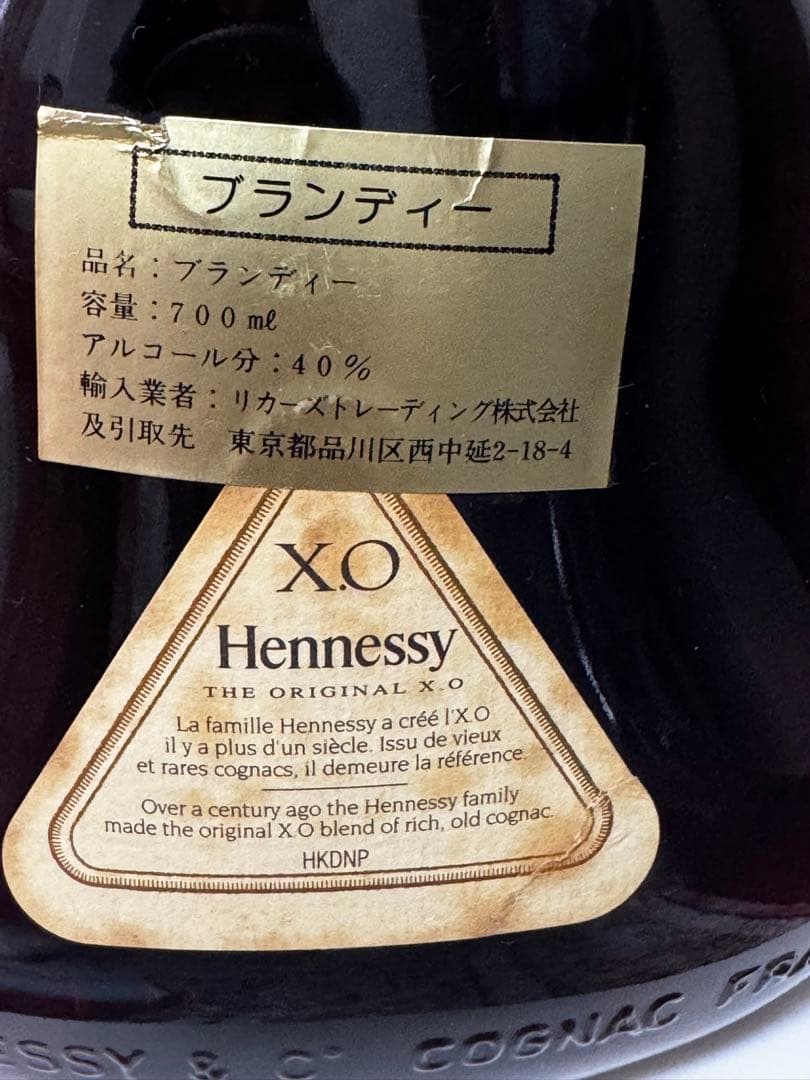 ブランディー
品名：ブランディー
容量：700㎖
アルコール分：40%
輸入業者：リカーズトレーディング株式会社
及引取先 東京都品川区西中延2-18-4
X.O
Hennessy
THE ORIGINAL X.O
La famille Hennessy a créé l'X.O
il y a plus d'un siècle. Issu de vieux
et rares cognacs, il demeure la référence.
Over a century ago the Hennessy family
made the original X.O blend of rich, old cognac.
HKDNP
& Co COGNAC